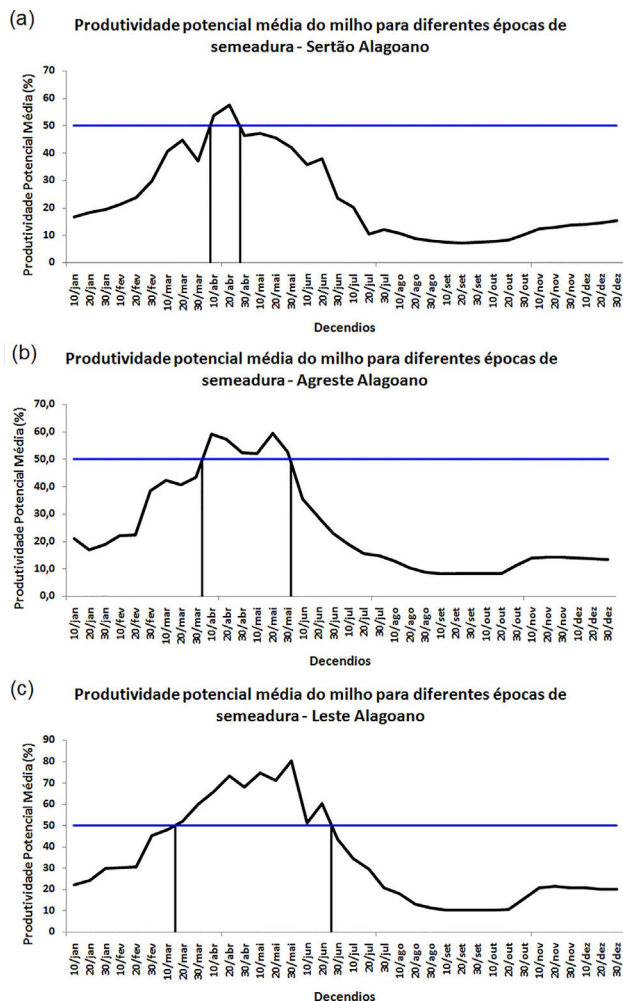 (a)
Produtividade potencial média do milho para diferentes épocas de
semeadura - Sertão Alagoano
Produtividade Potencial Média (%)
70
60
50
40
30
20
10
0
10/jan
20/jan
30/jan
10/fev
20/fev
30/fev
10/mar
20/mar
30/mar
10/abr
20/abr
30/abr
10/mai
20/mai
30/mai
10/jun
20/jun
30/jun
10/jul
20/jul
30/jul
10/ago
20/ago
30/ago
10/set
20/set
30/set
10/out
20/out
30/out
10/nov
20/nov
30/nov
10/dez
20/dez
30/dez
Decendios
(b)
Produtividade potencial média do milho para diferentes épocas de
semeadura - Agreste Alagoano
Produtividade Potencial Média (%)
70,0
60,0
50,0
40,0
30,0
20,0
10,0
0,0
10/jan
20/jan
30/jan
10/fev
20/fev
30/fev
10/mar
20/mar
30/mar
10/abr
20/abr
30/abr
10/mai
20/mai
30/mai
10/jun
20/jun
30/jun
10/jul
20/jul
30/jul
10/ago
20/ago
30/ago
10/set
20/set
30/set
10/out
20/out
30/out
10/nov
20/nov
30/nov
10/dez
20/dez
30/dez
Decendios
(c)
Produtividade potencial média do milho para diferentes épocas de
semeadura - Leste Alagoano
Produtividade Potencial Média (%)
90
80
70
60
50
40
30
20
10
0
10/jan
20/jan
30/jan
10/fev
20/fev
30/fev
10/mar
20/mar
30/mar
10/abr
20/abr
30/abr
10/mai
20/mai
30/mai
10/jun
20/jun
30/jun
10/jul
20/jul
30/jul
10/ago
20/ago
30/ago
10/set
20/set
30/set
10/out
20/out
30/out
10/nov
20/nov
30/nov
10/dez
20/dez
30/dez
Decendios